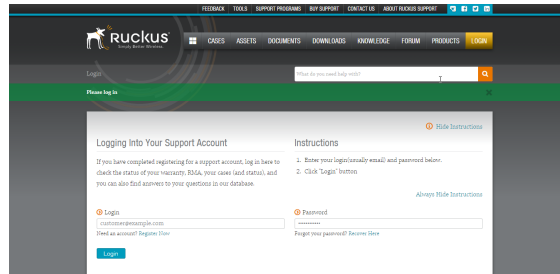 FEEDBACK TOOLS SUPPORT PROGRAMS BUY SUPPORT CONTACT US ABOUT RUCKUS SUPPORT
Ruckus
Simply Better Wireless.
CASES ASSETS DOCUMENTS DOWNLOADS KNOWLEDGE FORUM PRODUCTS LOGIN
Login
What do you need help with?
Please log in
Hide Instructions
Logging Into Your Support Account
If you have completed registering for a support account, log in here to
check the status of your warranty, RMA, your cases (and status), and
you can also find answers to your questions in our database.
Instructions
1. Enter your login(usually email) and password below.
2. Click "Login" button
Always Hide Instructions
Login
customer@example.com
Need an account? Register Now
Password
Forgot your password? Recover Here
Login